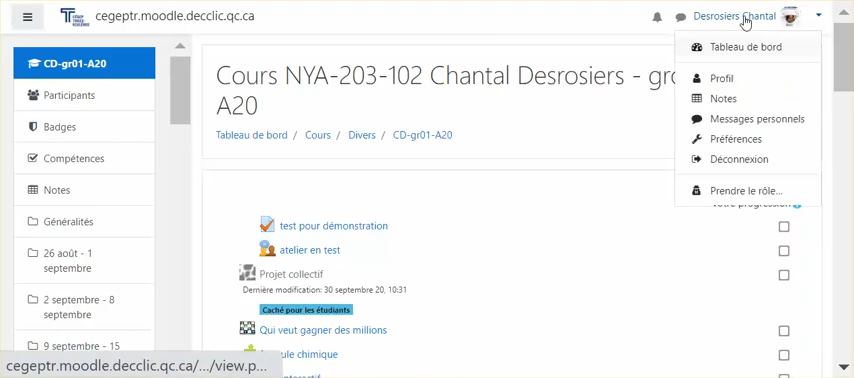 CÉGEP
cegeptr.moodle.decclic.qc.ca
Desrosiers Chantal
Tableau de bord
Profil
Notes
Messages personnels
Préférences
Déconnexion
Prendre le rôle...
CD-gr01-A20
Participants
Badges
Compétences
Notes
Généralités
26 août - 1
septembre
2 septembre - 8
septembre
9 septembre - 15
Cours NYA-203-102 Chantal Desrosiers -
A20
Tableau de bord / Cours / Divers / CD-gr01-A20
Votre progression
test pour démonstration
atelier en test
Projet collectif
Dernière modification: 30 septembre 20, 10:31
Caché pour les étudiants
Qui veut gagner des millions
chimique
cegeptr.moodle.decclic.qc.ca/.../view.p...